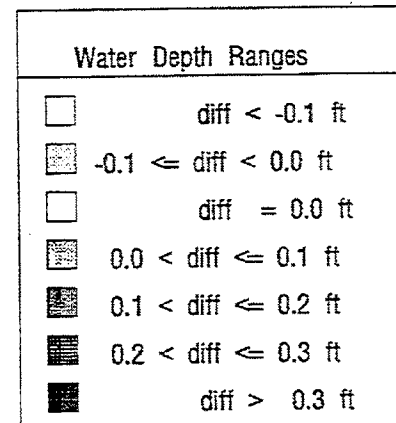 Water Depth Ranges
diff < -0.1 ft
-0.1 <= diff < 0.0 ft
diff = 0.0 ft
0.0 < diff <= 0.1 ft
0.1 < diff <= 0.2 ft
0.2 < diff <= 0.3 ft
diff > 0.3 ft